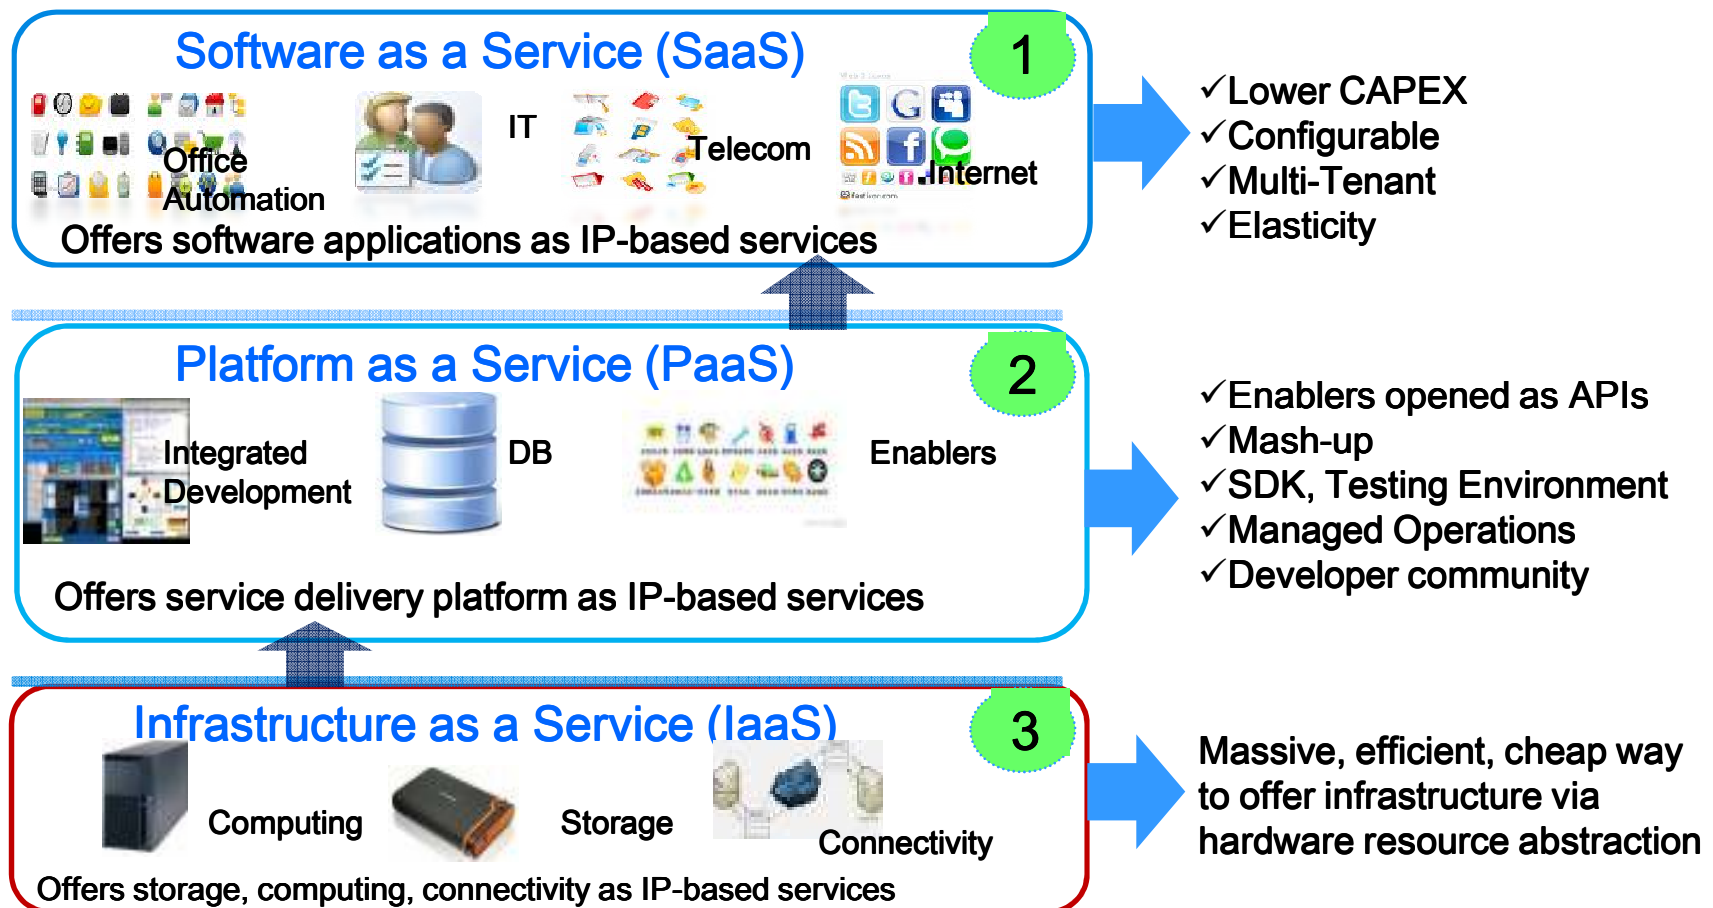 Software as a Service (SaaS)
1
Office
Automation
IT
Telecom
Internet
Offers software applications as IP-based services
✓Lower CAPEX
✓Configurable
✓Multi-Tenant
✓Elasticity
Platform as a Service (PaaS)
2
Integrated
Development
DB
Enablers
Offers service delivery platform as IP-based services
✓Enablers opened as APIs
✓Mash-up
✓SDK, Testing Environment
✓Managed Operations
✓Developer community
Infrastructure as a Service (IaaS)
3
Computing
Storage
Connectivity
Offers storage, computing, connectivity as IP-based services
Massive, efficient, cheap way
to offer infrastructure via
hardware resource abstraction